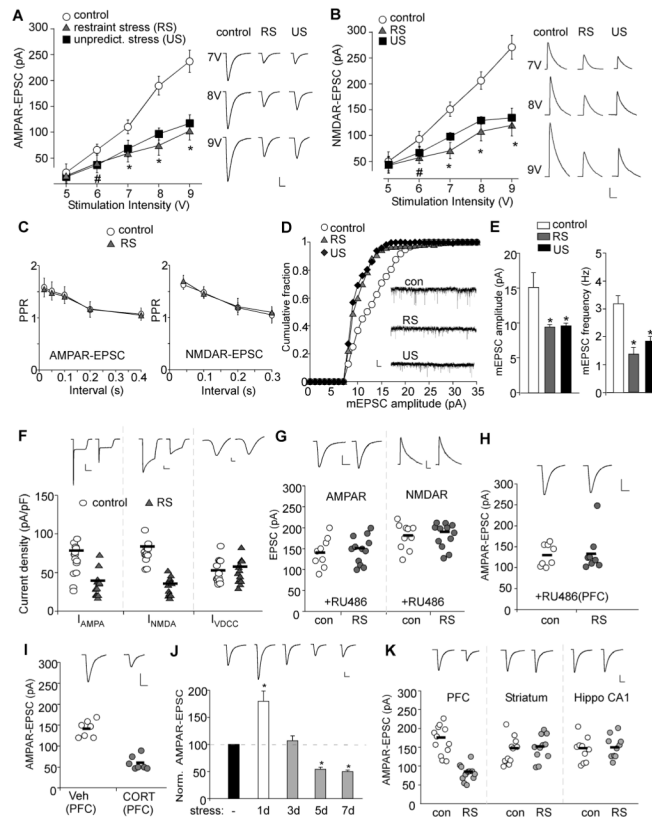 A
control
restraint stress (RS)
unpredict. stress (US)
AMPAR-EPSC (pA)
250
200
150
100
50
5 6 7 8 9
Stimulation Intensity (V)
# * * *
control RS US
7V
8V
9V
B
control
RS
US
NMDAR-EPSC (pA)
300
250
200
150
100
50
5 6 7 8 9
Stimulation Intensity (V)
# * * *
control RS US
7V
8V
9V
C
control
RS
PPR
2
1
0
AMPAR-EPSC
0 0.1 0.2 0.3 0.4
Interval (s)
PPR
2
1
0
NMDAR-EPSC
0 0.1 0.2 0.3
Interval (s)
D
control
RS
US
Cumulative fraction
1.0
0.8
0.6
0.4
0.2
0.0
con
RS
US
0 5 10 15 20 25 30 35
mEPSC amplitude (pA)
E
control
RS
US
mEPSC amplitude (pA)
20
15
10
5
0
* *
mEPSC frequency (Hz)
5
4
3
2
1
0
* *
F
control RS
Current density (pA/pF)
100
75
50
25
0
IAMPA INMDA IVDCC
G
AMPAR NMDAR
EPSC (pA)
300
250
200
150
100
50
0
+RU486 +RU486
con RS con RS
H
AMPAR-EPSC (pA)
300
250
200
150
100
50
0
+RU486(PFC)
con RS
I
AMPAR-EPSC (pA)
300
250
200
150
100
50
0
Veh CORT
(PFC) (PFC)
J
Norm. AMPAR-EPSC
200
150
100
50
0
* * *
stress: - 1d 3d 5d 7d
K
PFC Striatum Hippo CA1
AMPAR-EPSC (pA)
300
250
200
150
100
50
0
con RS con RS con RS